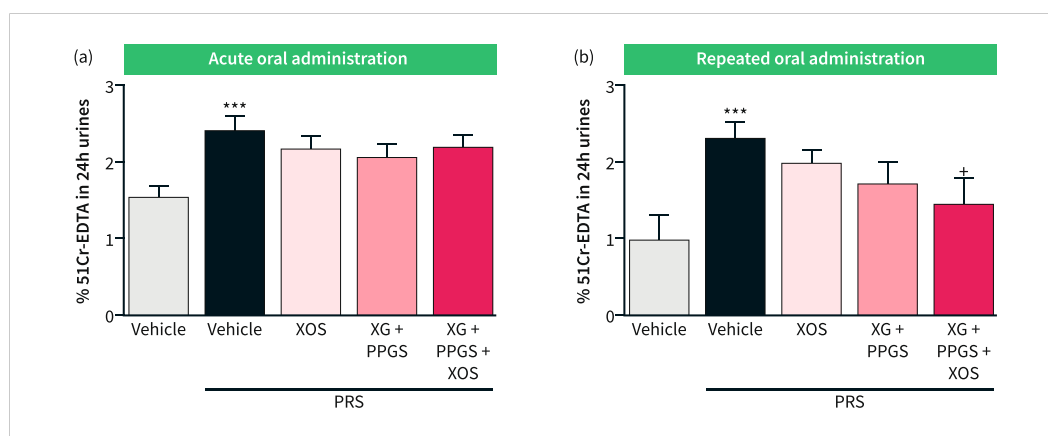 (a)
Acute oral administration
% 51Cr-EDTA in 24h urines
3
2
1
0
***
Vehicle
Vehicle
XOS
XG +
PPGS
XG +
PPGS +
XOS
PRS
(b)
Repeated oral administration
% 51Cr-EDTA in 24h urines
3
2
1
0
***
+
Vehicle
Vehicle
XOS
XG +
PPGS
XG +
PPGS +
XOS
PRS